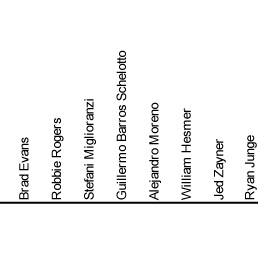 Brad Evans
Robbie Rogers
Stefani Miglioranzi
Guillermo Barros Schelotto
Alejandro Moreno
William Hesmer
Jed Zayner
Ryan Junge